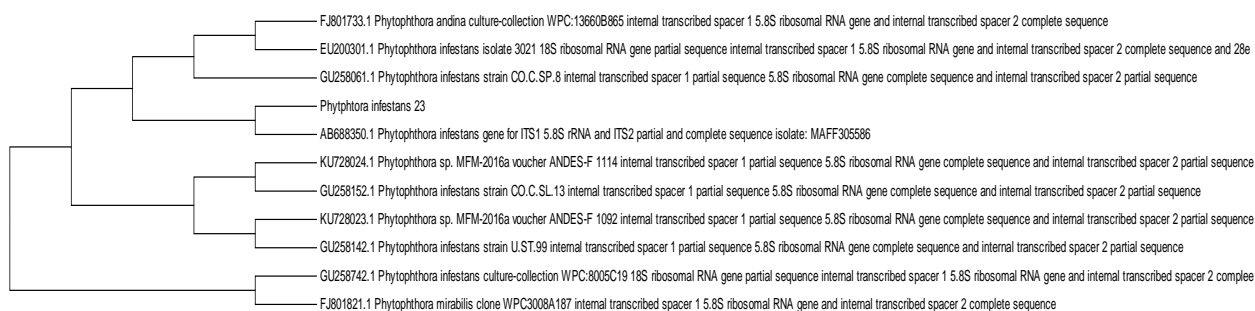 FJ801733.1 Phytophthora andina culture-collection WPC:13660B865 internal transcribed spacer 1 5.8S ribosomal RNA gene and internal transcribed spacer 2 complete sequence
EU200301.1 Phytophthora infestans isolate 3021 18S ribosomal RNA gene partial sequence internal transcribed spacer 1 5.8S ribosomal RNA gene and internal transcribed spacer 2 complete sequence and 28e
GU258061.1 Phytophthora infestans strain CO.C.SP.8 internal transcribed spacer 1 partial sequence 5.8S ribosomal RNA gene complete sequence and internal transcribed spacer 2 partial sequence
Phytphtora infestans 23
AB688350.1 Phytophthora infestans gene for ITS1 5.8S rRNA and ITS2 partial and complete sequence isolate: MAFF305586
KU728024.1 Phytophthora sp. MFM-2016a voucher ANDES-F 1114 internal transcribed spacer 1 partial sequence 5.8S ribosomal RNA gene complete sequence and internal transcribed spacer 2 partial sequence
GU258152.1 Phytophthora infestans strain CO.C.SL.13 internal transcribed spacer 1 partial sequence 5.8S ribosomal RNA gene complete sequence and internal transcribed spacer 2 partial sequence
KU728023.1 Phytophthora sp. MFM-2016a voucher ANDES-F 1092 internal transcribed spacer 1 partial sequence 5.8S ribosomal RNA gene complete sequence and internal transcribed spacer 2 partial sequence
GU258142.1 Phytophthora infestans strain U.ST.99 internal transcribed spacer 1 partial sequence 5.8S ribosomal RNA gene complete sequence and internal transcribed spacer 2 partial sequence
GU258742.1 Phytophthora infestans culture-collection WPC:8005C19 18S ribosomal RNA gene partial sequence internal transcribed spacer 1 5.8S ribosomal RNA gene and internal transcribed spacer 2 complee
FJ801821.1 Phytophthora mirabilis clone WPC3008A187 internal transcribed spacer 1 5.8S ribosomal RNA gene and internal transcribed spacer 2 complete sequence